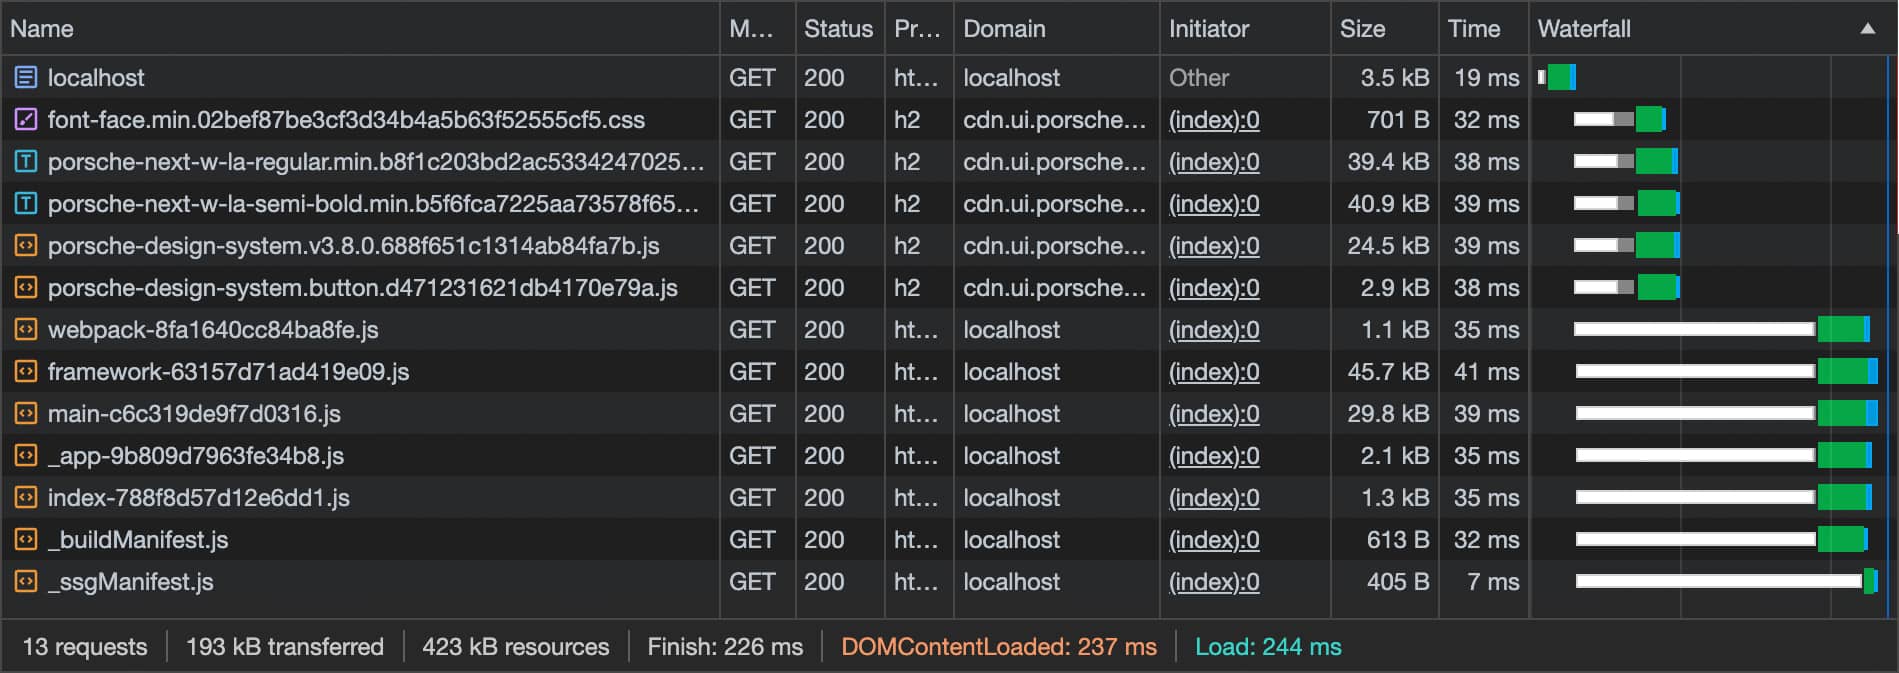 Name M... Status Pr... Domain Initiator Size Time Waterfall
localhost GET 200 ht... localhost Other 3.5 kB 19 ms
font-face.min.02bef87be3cf3d34b4a5b63f52555cf5.css GET 200 h2 cdn.ui.porsche... (index):0 701 B 32 ms
porsche-next-w-la-regular.min.b8f1c203bd2ac5334247025... GET 200 h2 cdn.ui.porsche... (index):0 39.4 kB 38 ms
porsche-next-w-la-semi-bold.min.b5f6fca7225aa73578f65... GET 200 h2 cdn.ui.porsche... (index):0 40.9 kB 39 ms
porsche-design-system.v3.8.0.688f651c1314ab84fa7b.js GET 200 h2 cdn.ui.porsche... (index):0 24.5 kB 39 ms
porsche-design-system.button.d471231621db4170e79a.js GET 200 h2 cdn.ui.porsche... (index):0 2.9 kB 38 ms
webpack-8fa1640cc84ba8fe.js GET 200 ht... localhost (index):0 1.1 kB 35 ms
framework-63157d71ad419e09.js GET 200 ht... localhost (index):0 45.7 kB 41 ms
main-c6c319de9f7d0316.js GET 200 ht... localhost (index):0 29.8 kB 39 ms
_app-9b809d7963fe34b8.js GET 200 ht... localhost (index):0 2.1 kB 35 ms
index-788f8d57d12e6dd1.js GET 200 ht... localhost (index):0 1.3 kB 35 ms
_buildManifest.js GET 200 ht... localhost (index):0 613 B 32 ms
_ssgManifest.js GET 200 ht... localhost (index):0 405 B 7 ms
13 requests 193 kB transferred 423 kB resources Finish: 226 ms DOMContentLoaded: 237 ms Load: 244 ms